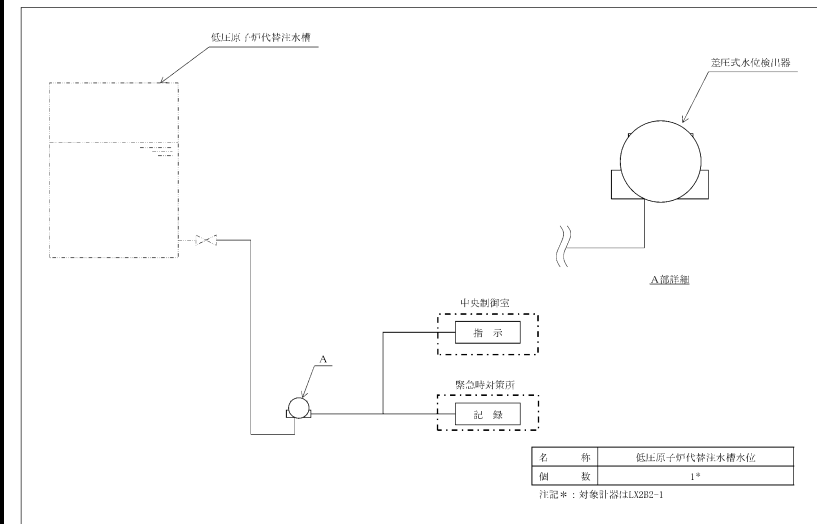 低圧原子炉代替注水槽
差圧式水位検出器
A部詳細
中央制御室
指 示
A
緊急時対策所
記 録
名 称 低圧原子炉代替注水槽水位
個 数 1*
注記*:対象計器はLX2B2-1